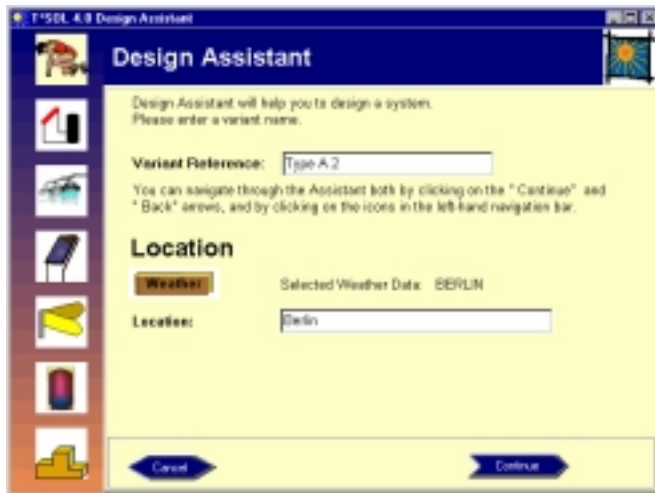 T*SOL 4.0 Design Assistant
Design Assistant
Design Assistant will help you to design a system.
Please enter a variant name.
Variant Reference: Type A 2
You can navigate through the Assistant both by clicking on the " Continue" and
" Back" arrows, and by clicking on the icons in the left-hand navigation bar.
Location
Weather Selected Weather Data: BERLIN
Location: Berlin
Cancel Continue